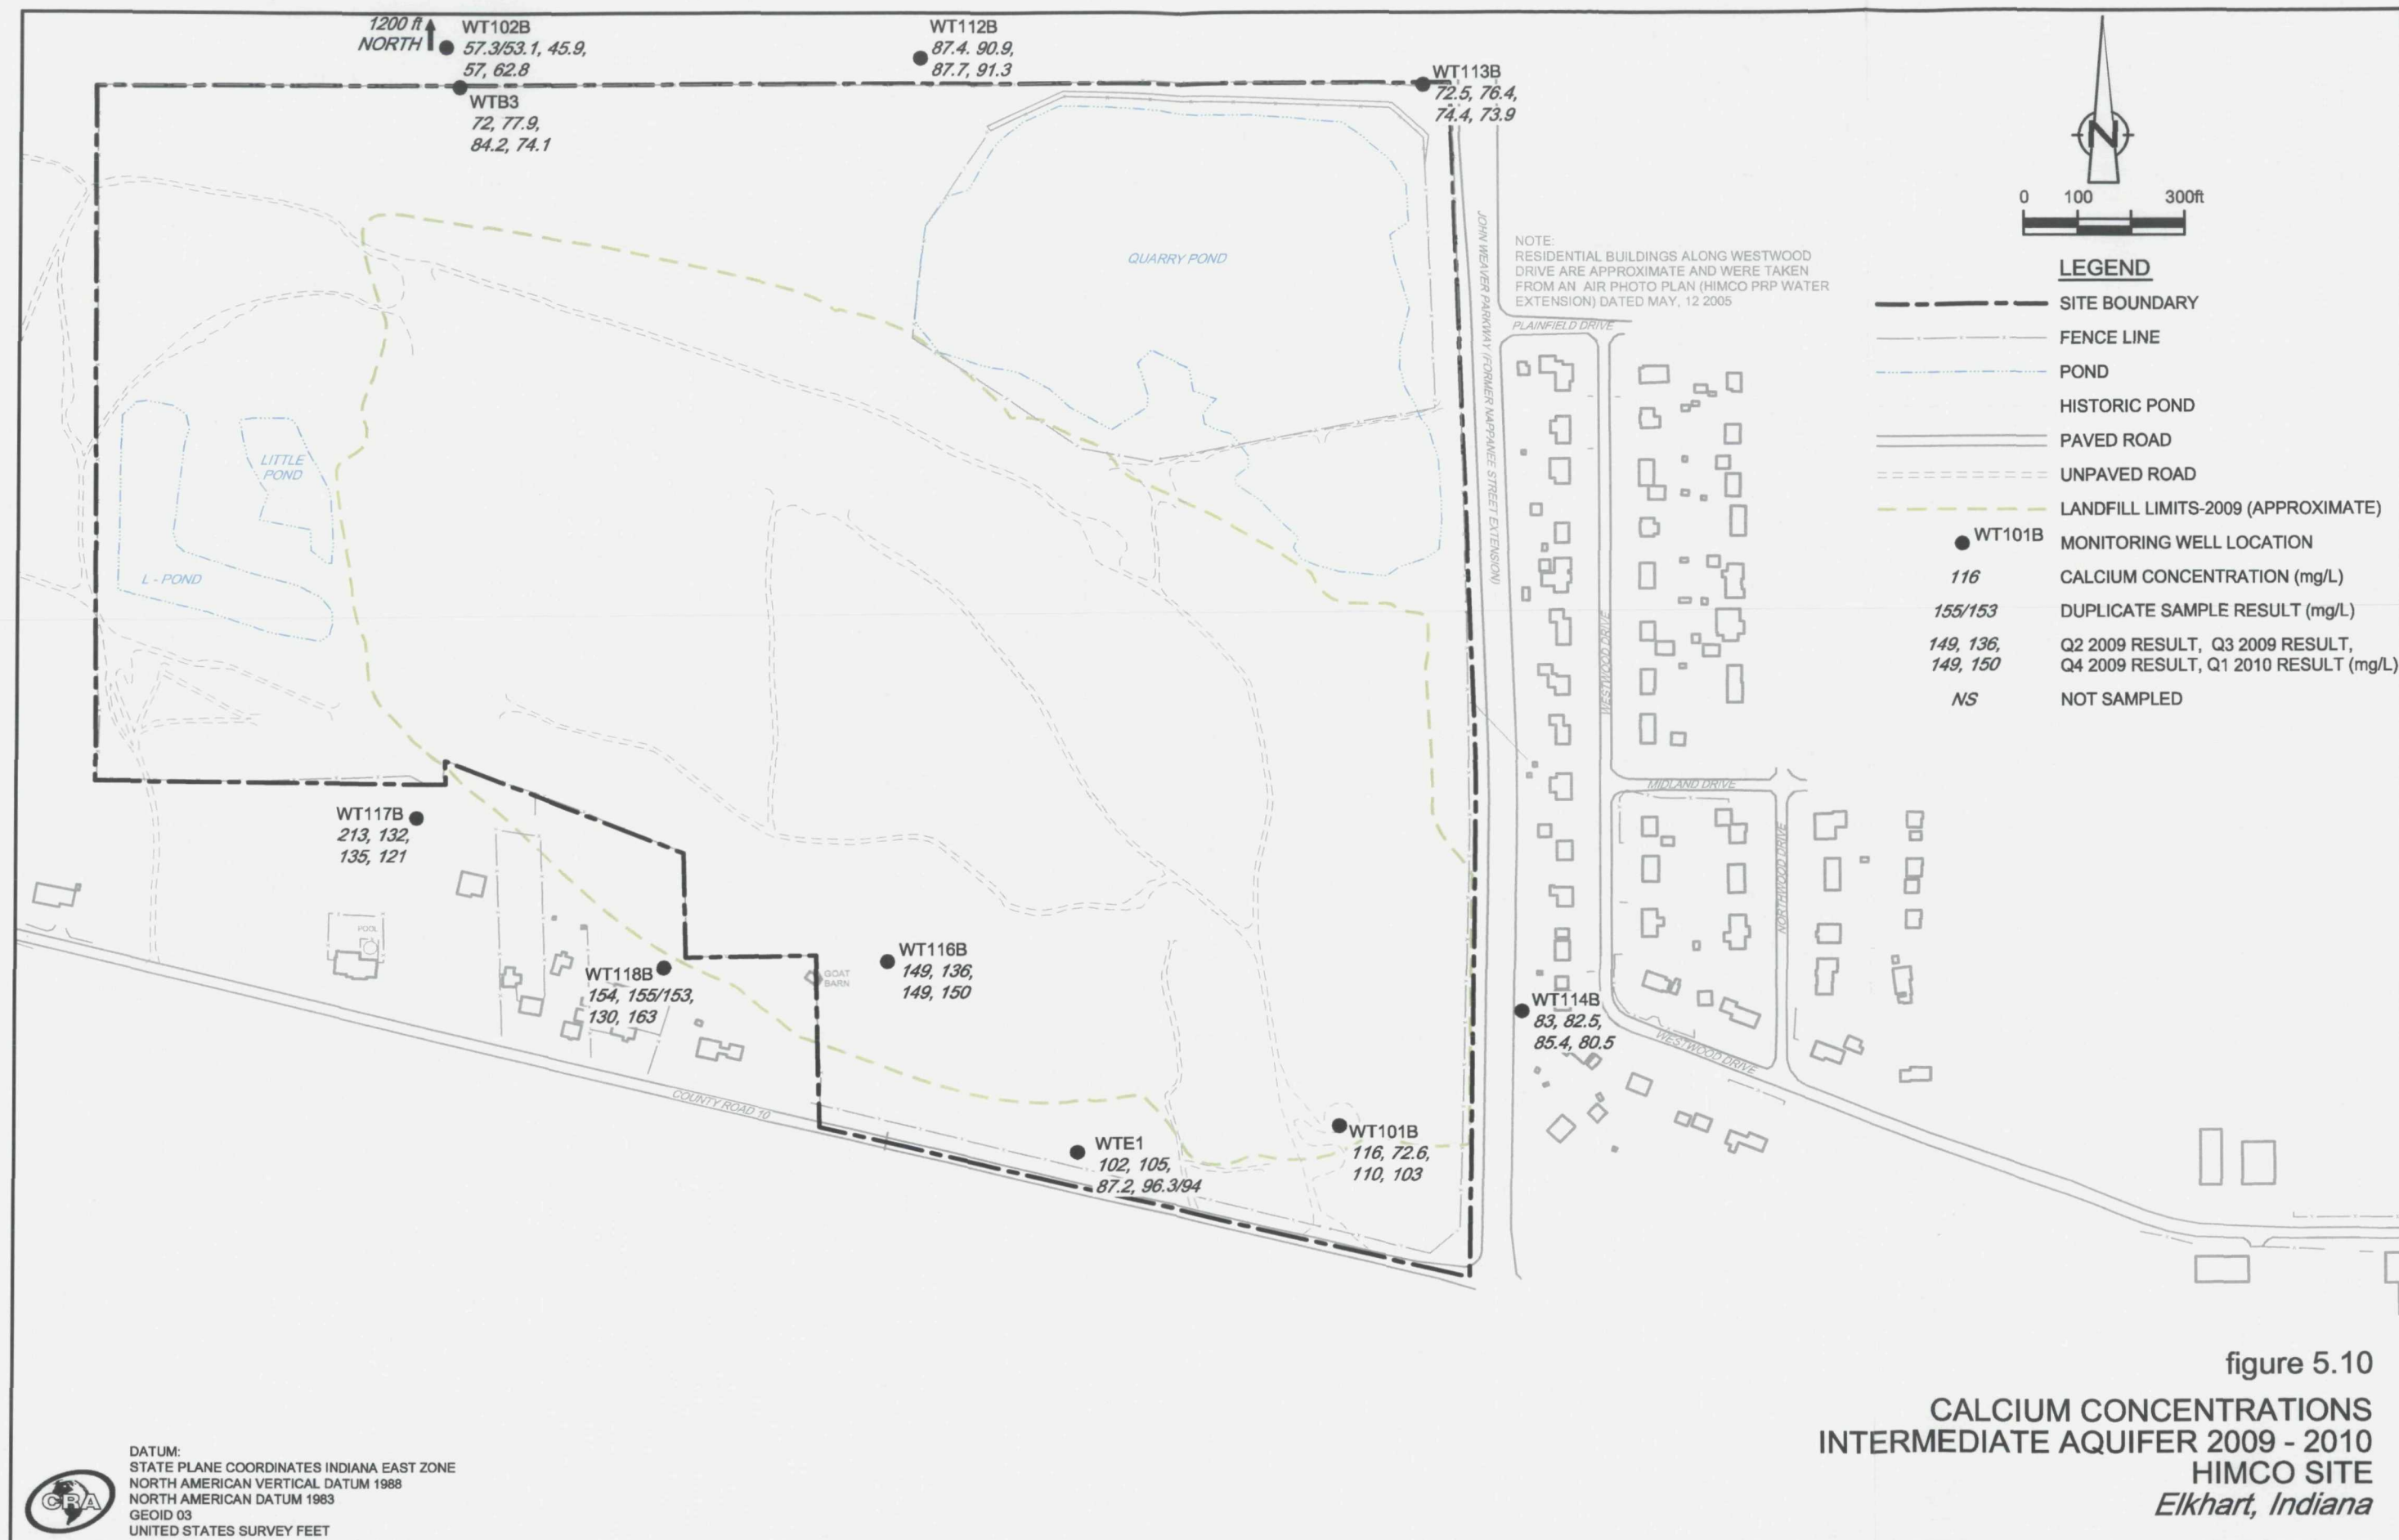 1200 ft
NORTH
WT102B
57.3/53.1, 45.9,
57, 62.8
WTB3
72, 77.9,
84.2, 74.1
WT112B
87.4. 90.9,
87.7, 91.3
WT113B
72.5, 76.4,
74.4, 73.9
N
0 100 300ft
QUARRY POND
JOHN WEAVER PARKWAY (FORMER NAPPANEE STREET EXTENSION)
NOTE:
RESIDENTIAL BUILDINGS ALONG WESTWOOD
DRIVE ARE APPROXIMATE AND WERE TAKEN
FROM AN AIR PHOTO PLAN (HIMCO PRP WATER
EXTENSION) DATED MAY, 12 2005
PLAINFIELD DRIVE
LEGEND
SITE BOUNDARY
FENCE LINE
POND
HISTORIC POND
PAVED ROAD
UNPAVED ROAD
LANDFILL LIMITS-2009 (APPROXIMATE)
WT101B MONITORING WELL LOCATION
116 CALCIUM CONCENTRATION (mg/L)
155/153 DUPLICATE SAMPLE RESULT (mg/L)
149, 136, Q2 2009 RESULT, Q3 2009 RESULT,
149, 150 Q4 2009 RESULT, Q1 2010 RESULT (mg/L)
NS NOT SAMPLED
LITTLE
POND
L - POND
WESTWOOD DRIVE
MIDLAND DRIVE
NORTHWOOD DRIVE
WESTWOOD DRIVE
WT117B
213, 132,
135, 121
POOL
WT118B
154, 155/153,
130, 163
GOAT
BARN
WT116B
149, 136,
149, 150
WT114B
83, 82.5,
85.4, 80.5
COUNTY ROAD 10
WTE1
102, 105,
87.2, 96.3/94
WT101B
116, 72.6,
110, 103
figure 5.10
CALCIUM CONCENTRATIONS
INTERMEDIATE AQUIFER 2009 - 2010
HIMCO SITE
Elkhart, Indiana
CRA
DATUM:
STATE PLANE COORDINATES INDIANA EAST ZONE
NORTH AMERICAN VERTICAL DATUM 1988
NORTH AMERICAN DATUM 1983
GEOID 03
UNITED STATES SURVEY FEET